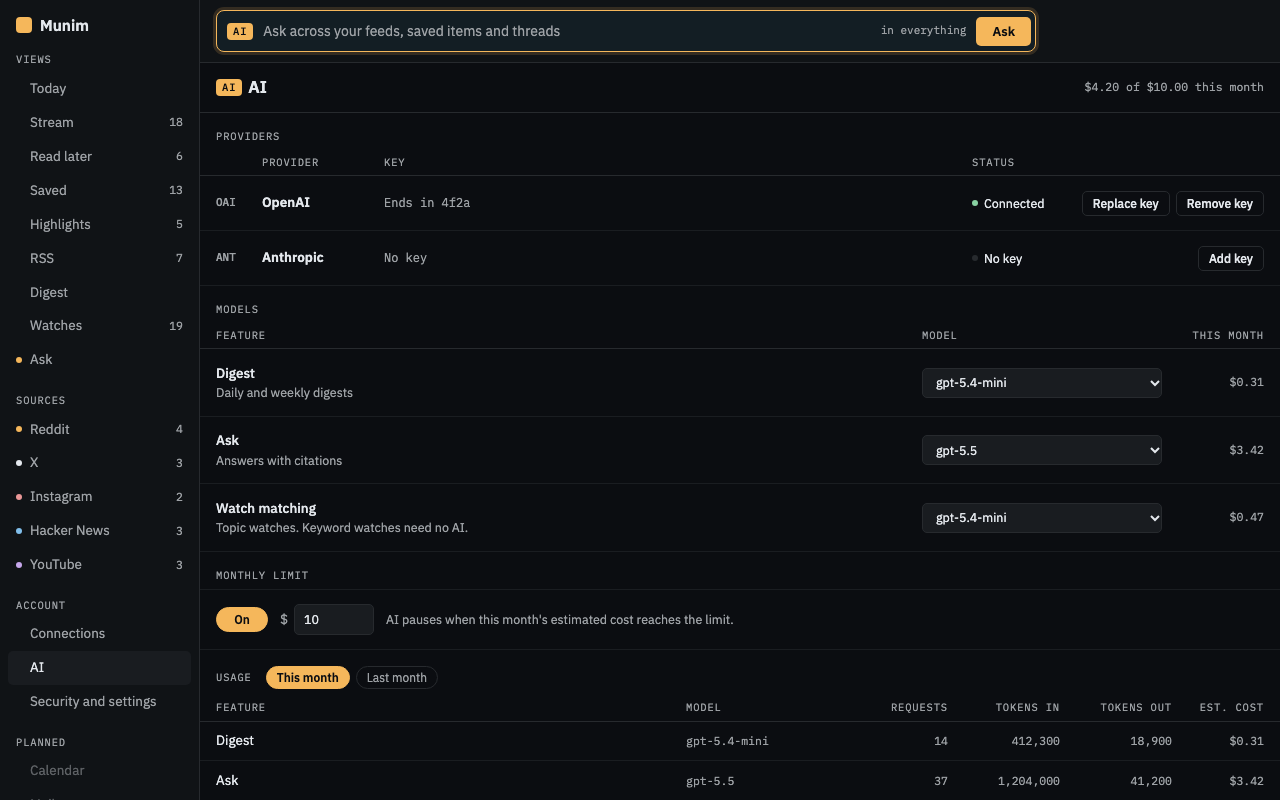 Munim
VIEWS
Today
Stream 18
Read later 6
Saved 13
Highlights 5
RSS 7
Digest
Watches 19
Ask
SOURCES
Reddit 4
X 3
Instagram 2
Hacker News 3
YouTube 3
ACCOUNT
Connections
AI
Security and settings
PLANNED
Calendar
AI Ask across your feeds, saved items and threads in everything Ask
AI AI $4.20 of $10.00 this month
PROVIDERS
PROVIDER KEY STATUS
OAI OpenAI Ends in 4f2a Connected Replace key Remove key
ANT Anthropic No key No key Add key
MODELS
FEATURE MODEL THIS MONTH
Digest
Daily and weekly digests
gpt-5.4-mini $0.31
Ask
Answers with citations
gpt-5.5 $3.42
Watch matching
Topic watches. Keyword watches need no AI.
gpt-5.4-mini $0.47
MONTHLY LIMIT
On $ 10 AI pauses when this month's estimated cost reaches the limit.
USAGE This month Last month
FEATURE MODEL REQUESTS TOKENS IN TOKENS OUT EST. COST
Digest gpt-5.4-mini 14 412,300 18,900 $0.31
Ask gpt-5.5 37 1,204,000 41,200 $3.42